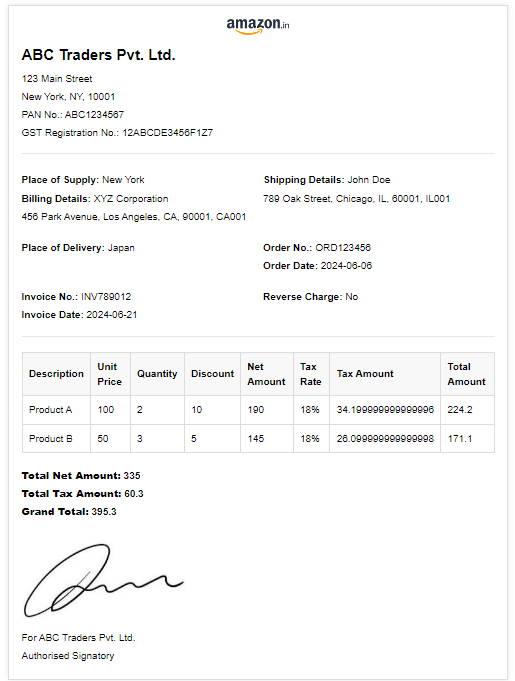 amazon.in
ABC Traders Pvt. Ltd.
123 Main Street
New York, NY, 10001
PAN No.: ABC1234567
GST Registration No.: 12ABCDE3456F1Z7
Place of Supply: New York
Billing Details: XYZ Corporation
456 Park Avenue, Los Angeles, CA, 90001, CA001
Shipping Details: John Doe
789 Oak Street, Chicago, IL, 60001, IL001
Place of Delivery: Japan
Order No.: ORD123456
Order Date: 2024-06-06
Invoice No.: INV789012
Invoice Date: 2024-06-21
Reverse Charge: No
Description Unit Price Quantity Discount Net Amount Tax Rate Tax Amount Total Amount
Product A 100 2 10 190 18% 34.199999999999996 224.2
Product B 50 3 5 145 18% 26.099999999999998 171.1
Total Net Amount: 335
Total Tax Amount: 60.3
Grand Total: 395.3
For ABC Traders Pvt. Ltd.
Authorised Signatory